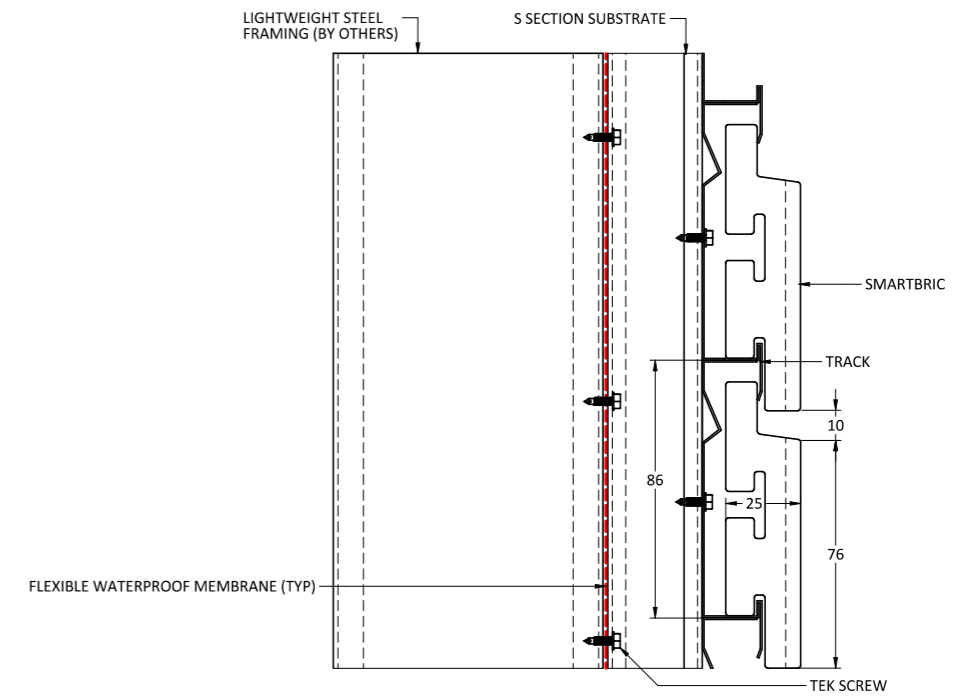 LIGHTWEIGHT STEEL
FRAMING (BY OTHERS)
S SECTION SUBSTRATE
SMARTBRIC
TRACK
10
86
25
76
FLEXIBLE WATERPROOF MEMBRANE (TYP)
TEK SCREW